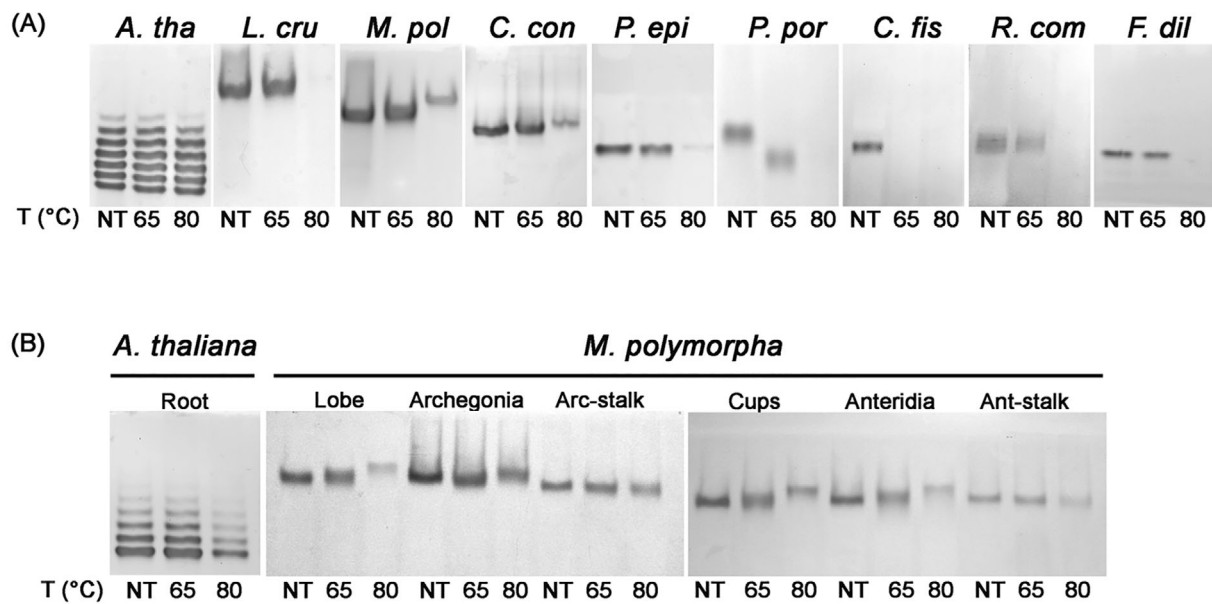 (A) A. tha L. cru M. pol C. con P. epi P. por C. fis R. com F. dil
T (°C) NT 65 80 NT 65 80 NT 65 80 NT 65 80 NT 65 80 NT 65 80 NT 65 80 NT 65 80 NT 65 80
(B) A. thaliana M. polymorpha
Root Lobe Archegonia Arc-stalk Cups Anteridia Ant-stalk
T (°C) NT 65 80 NT 65 80 NT 65 80 NT 65 80 NT 65 80 NT 65 80 NT 65 80